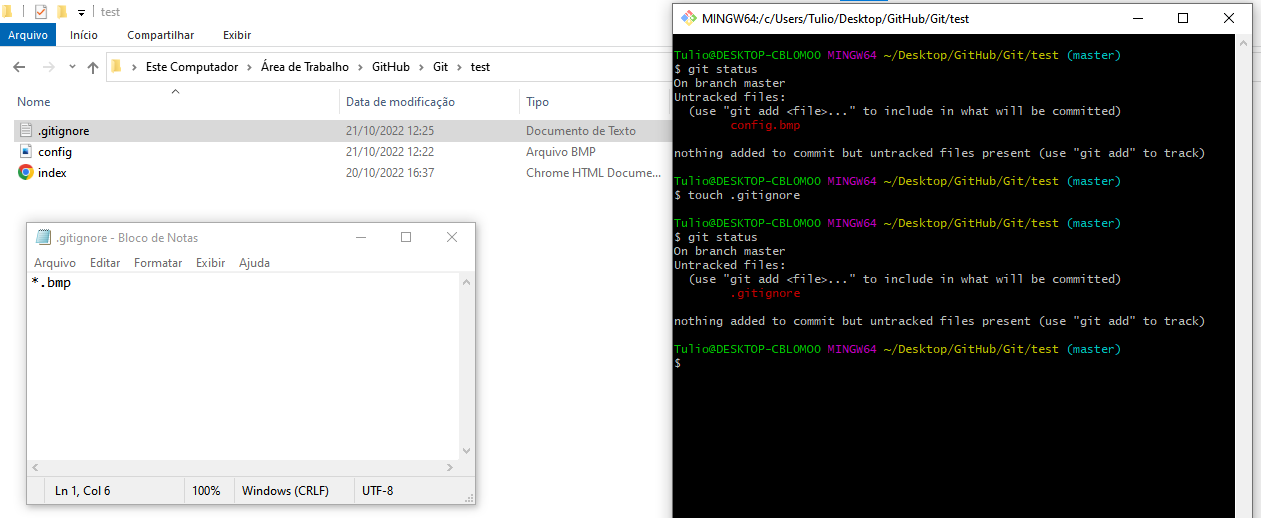 test
Arquivo Início Compartilhar Exibir
Este Computador > Área de Trabalho > GitHub > Git > test
Nome Data de modificação Tipo
.gitignore 21/10/2022 12:25 Documento de Texto
config 21/10/2022 12:22 Arquivo BMP
index 20/10/2022 16:37 Chrome HTML Docume...
.gitignore - Bloco de Notas
Arquivo Editar Formatar Exibir Ajuda
*.bmp
Ln 1, Col 6 100% Windows (CRLF) UTF-8
MINGW64:/c/Users/Tulio/Desktop/GitHub/Git/test
Tulio@DESKTOP-CBLOMOO MINGW64 ~/Desktop/GitHub/Git/test (master)
$ git status
On branch master
Untracked files:
(use "git add <file>..." to include in what will be committed)
config.bmp
nothing added to commit but untracked files present (use "git add" to track)
Tulio@DESKTOP-CBLOMOO MINGW64 ~/Desktop/GitHub/Git/test (master)
$ touch .gitignore
Tulio@DESKTOP-CBLOMOO MINGW64 ~/Desktop/GitHub/Git/test (master)
$ git status
On branch master
Untracked files:
(use "git add <file>..." to include in what will be committed)
.gitignore
nothing added to commit but untracked files present (use "git add" to track)
Tulio@DESKTOP-CBLOMOO MINGW64 ~/Desktop/GitHub/Git/test (master)
$